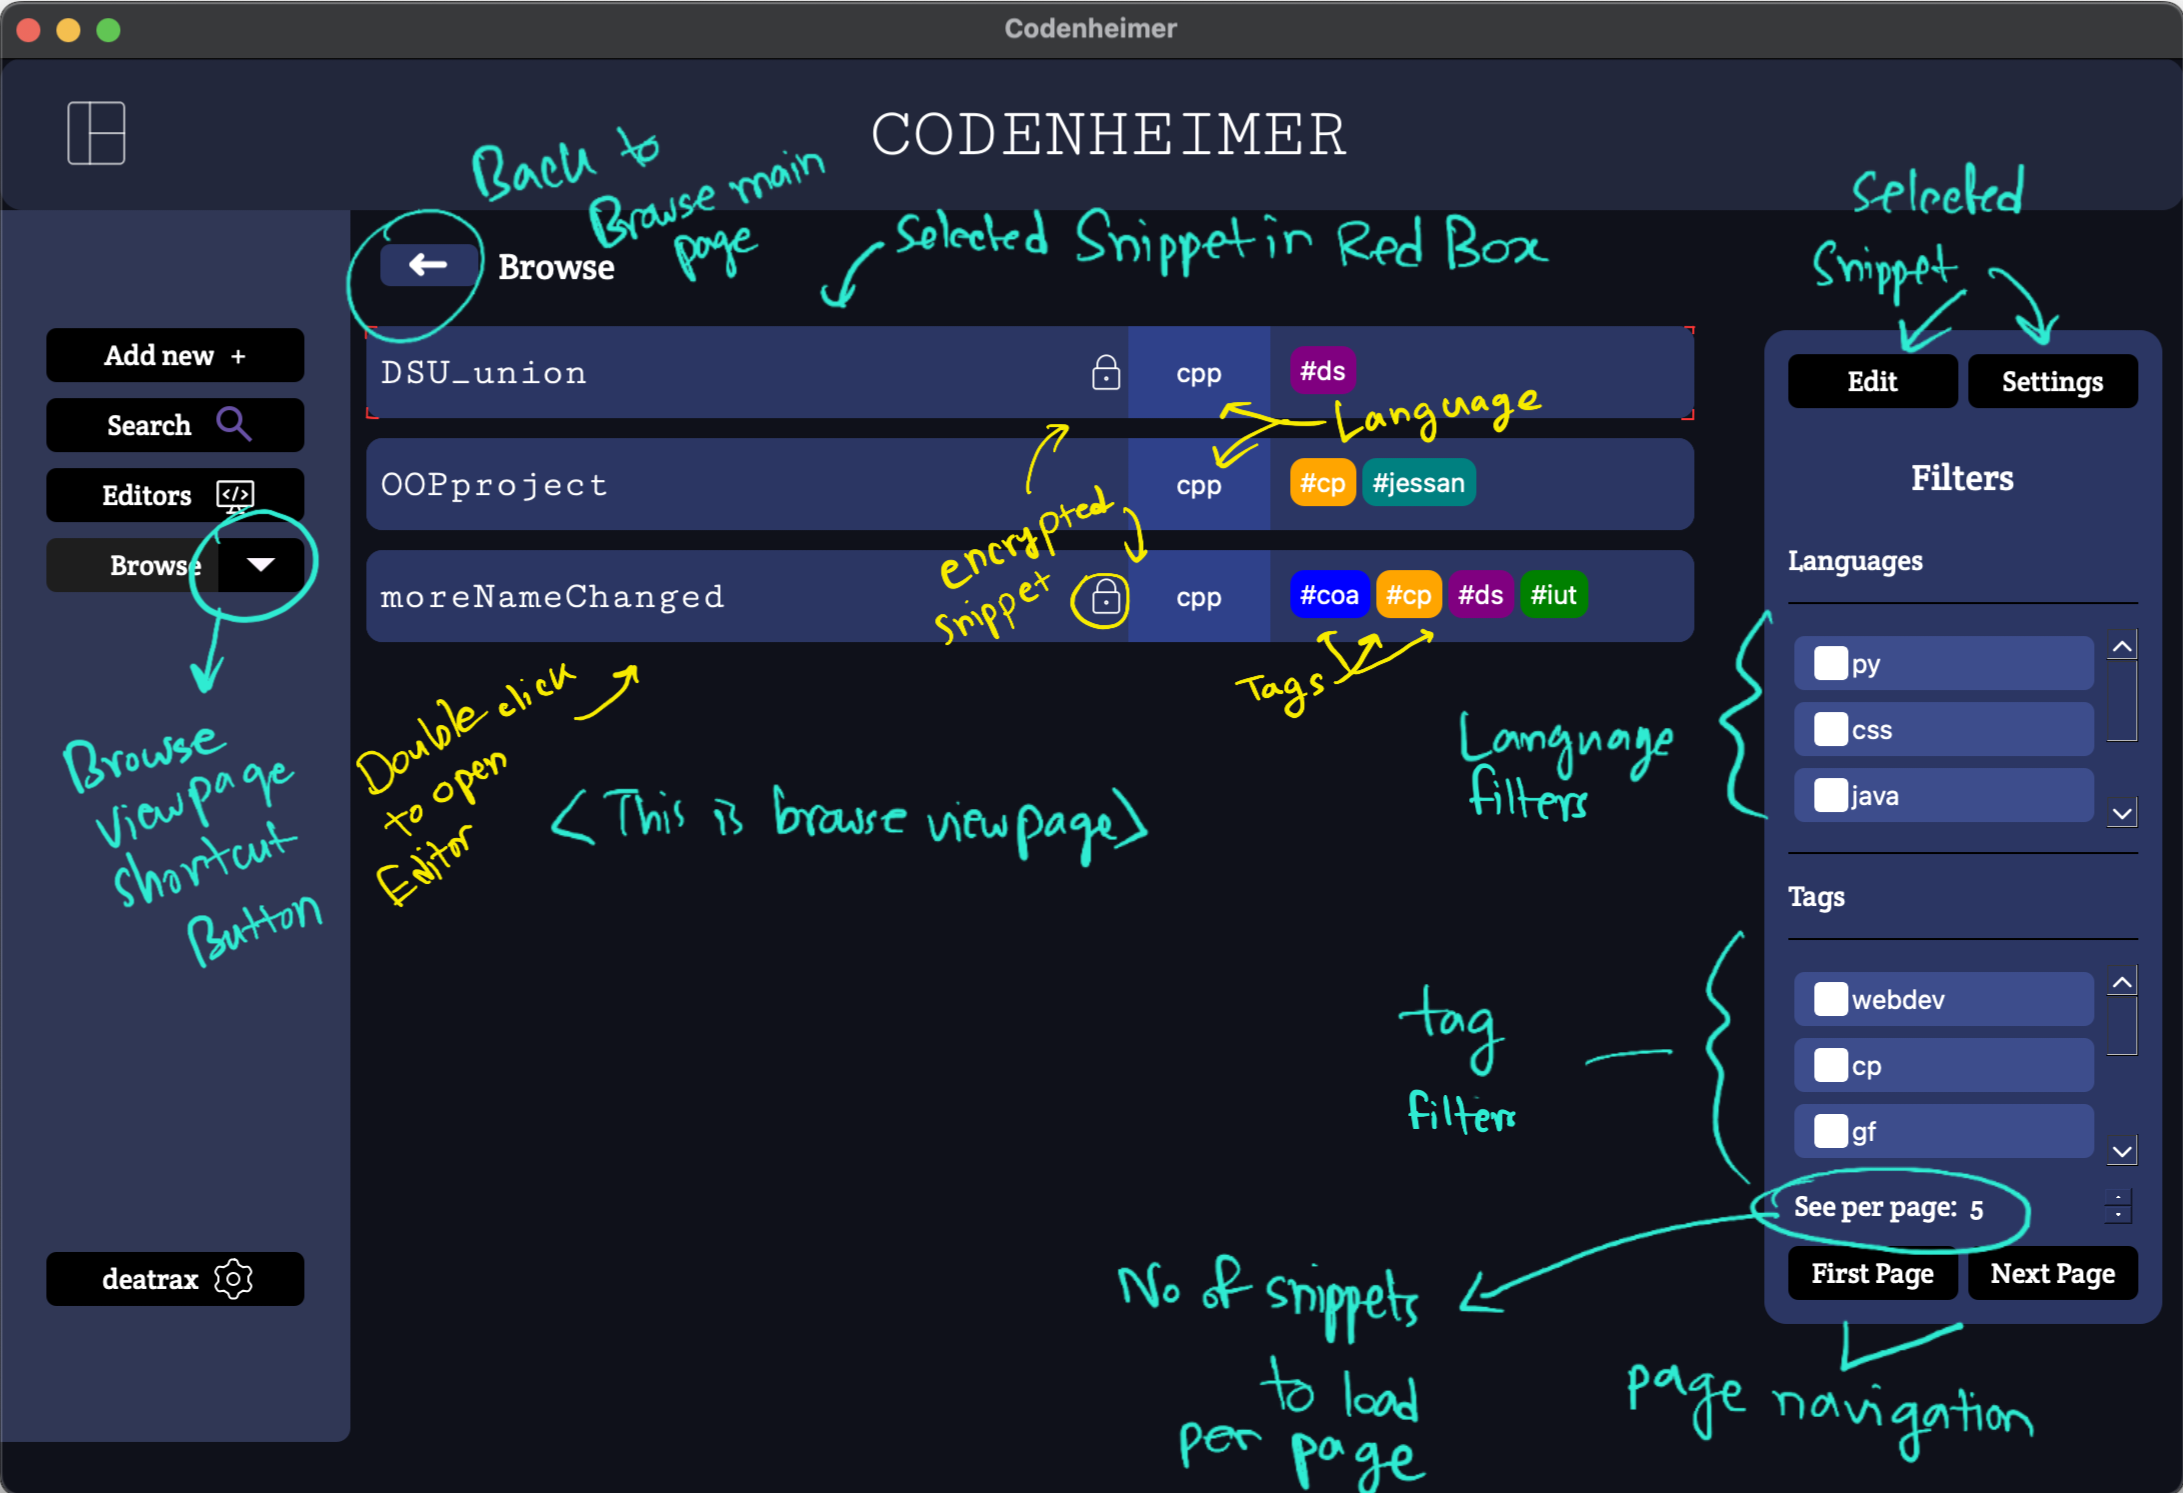 Codenheimer
CODENHEIMER
Back to
Browse main
page
Selected Snippet in Red Box
Selected
Snippet
Browse
Add new +
Search
Editors </>
Browse
Browse
viewpage
shortcut
Button
deatrax
DSU_union cpp #ds
Language
OOPproject cpp #cp #jessan
encrypted
snippet
moreNameChanged cpp #coa #cp #ds #iut
Tags
Double click
to open
Editor
<This is browse viewpage>
Edit Settings
Filters
Languages
py
css
java
Language
filters
Tags
webdev
cp
gf
tag
filters
See per page: 5
First Page Next Page
No of snippets
to load
per page
page navigation